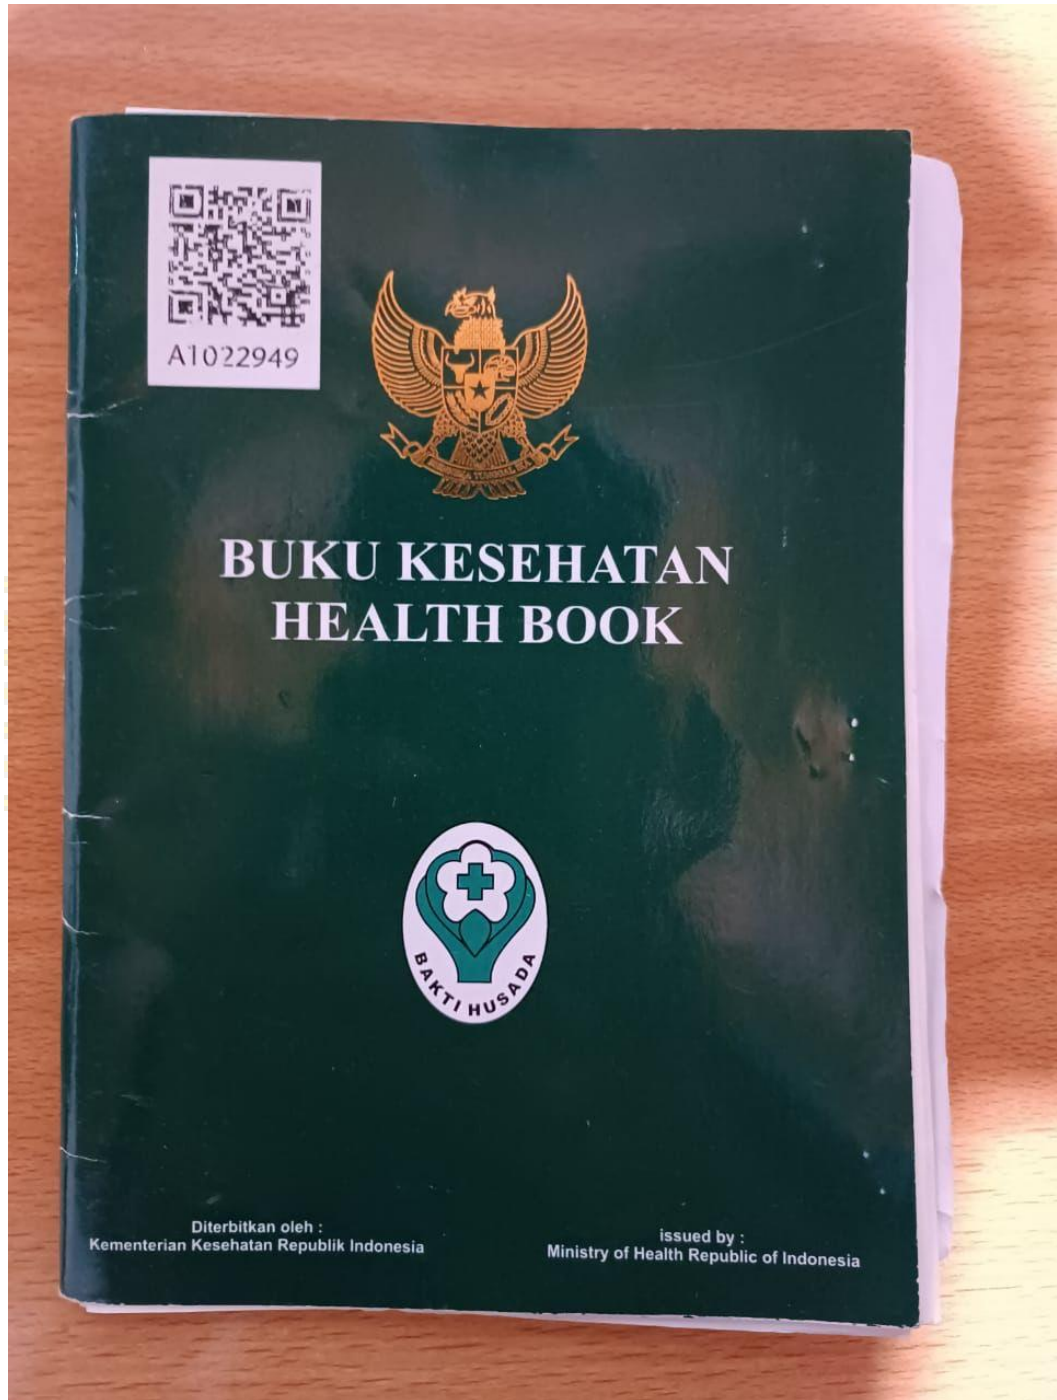 A1022949
BUKU KESEHATAN
HEALTH BOOK
BAKTI HUSADA
Diterbitkan oleh :
Kementerian Kesehatan Republik Indonesia
issued by :
Ministry of Health Republic of Indonesia